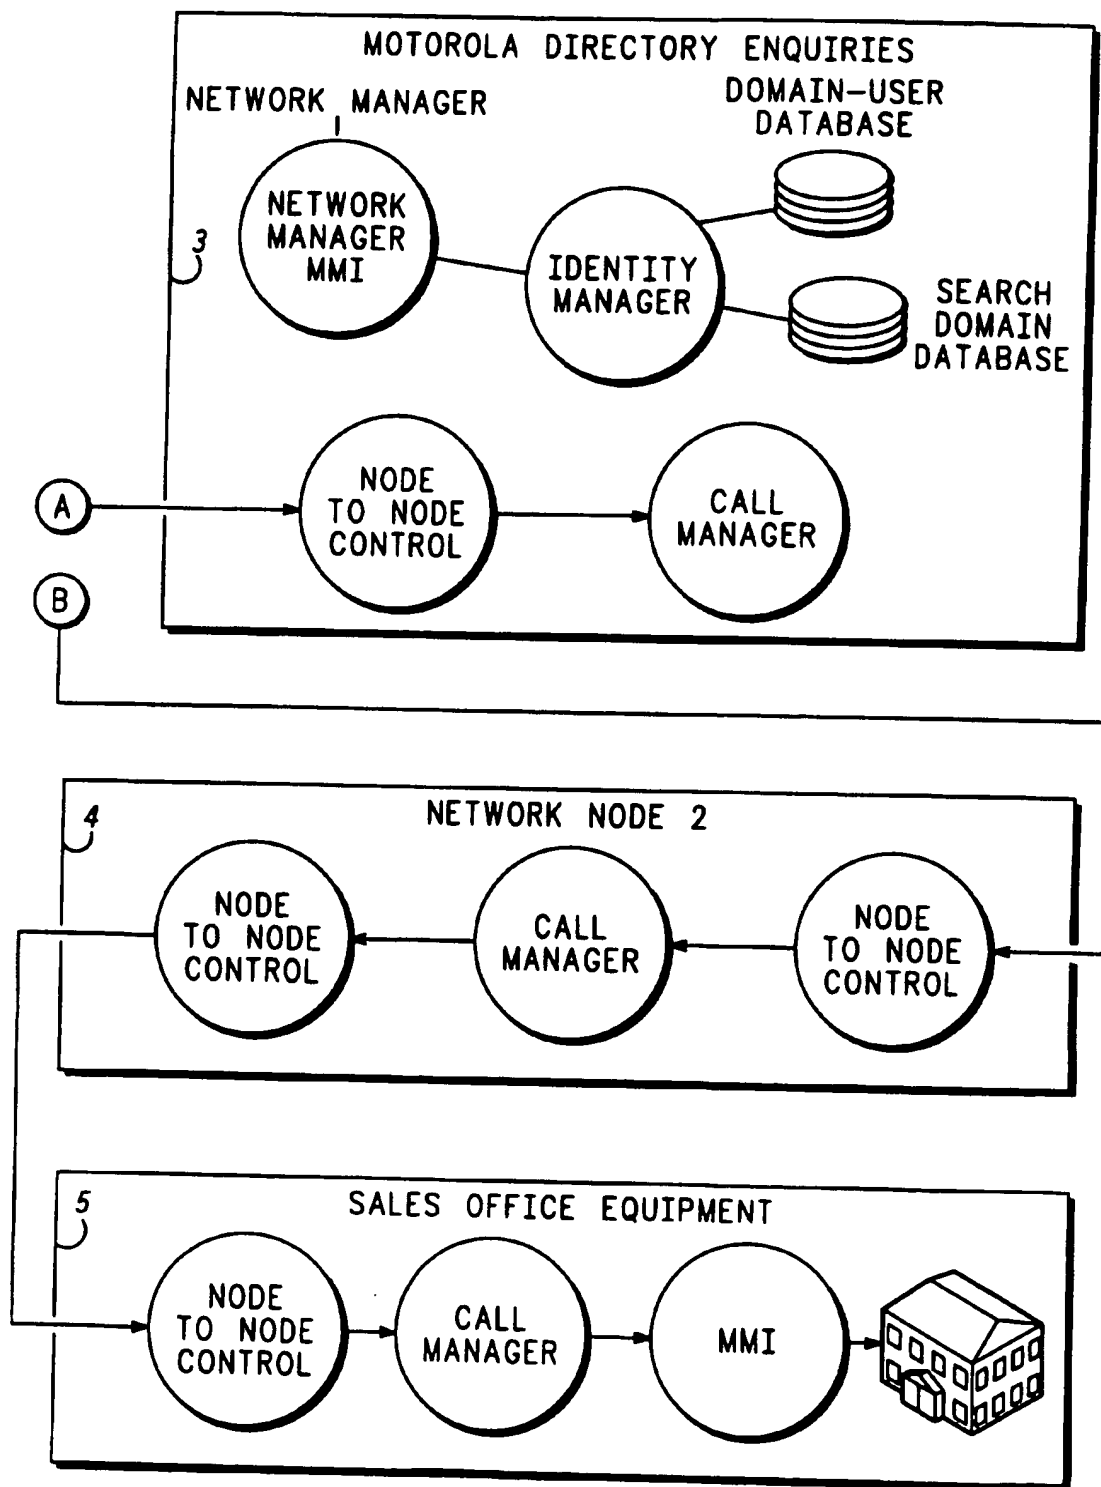 MOTOROLA DIRECTORY ENQUIRIES
NETWORK MANAGER
DOMAIN-USER
DATABASE
NETWORK
MANAGER
MMI
3
IDENTITY
MANAGER
SEARCH
DOMAIN
DATABASE
A
NODE
TO NODE
CONTROL
CALL
MANAGER
B
4
NETWORK NODE 2
NODE
TO NODE
CONTROL
CALL
MANAGER
NODE
TO NODE
CONTROL
5
SALES OFFICE EQUIPMENT
NODE
TO NODE
CONTROL
CALL
MANAGER
MMI